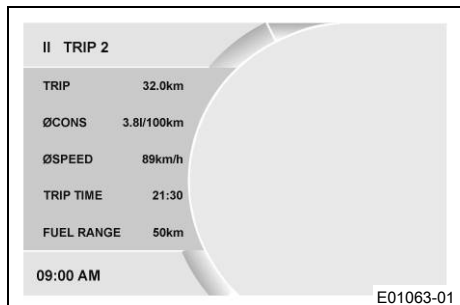 II TRIP 2
TRIP 32.0km
ØCONS 3.8l/100km
ØSPEED 89km/h
TRIP TIME 21:30
FUEL RANGE 50km
09:00 AM
E01063-01